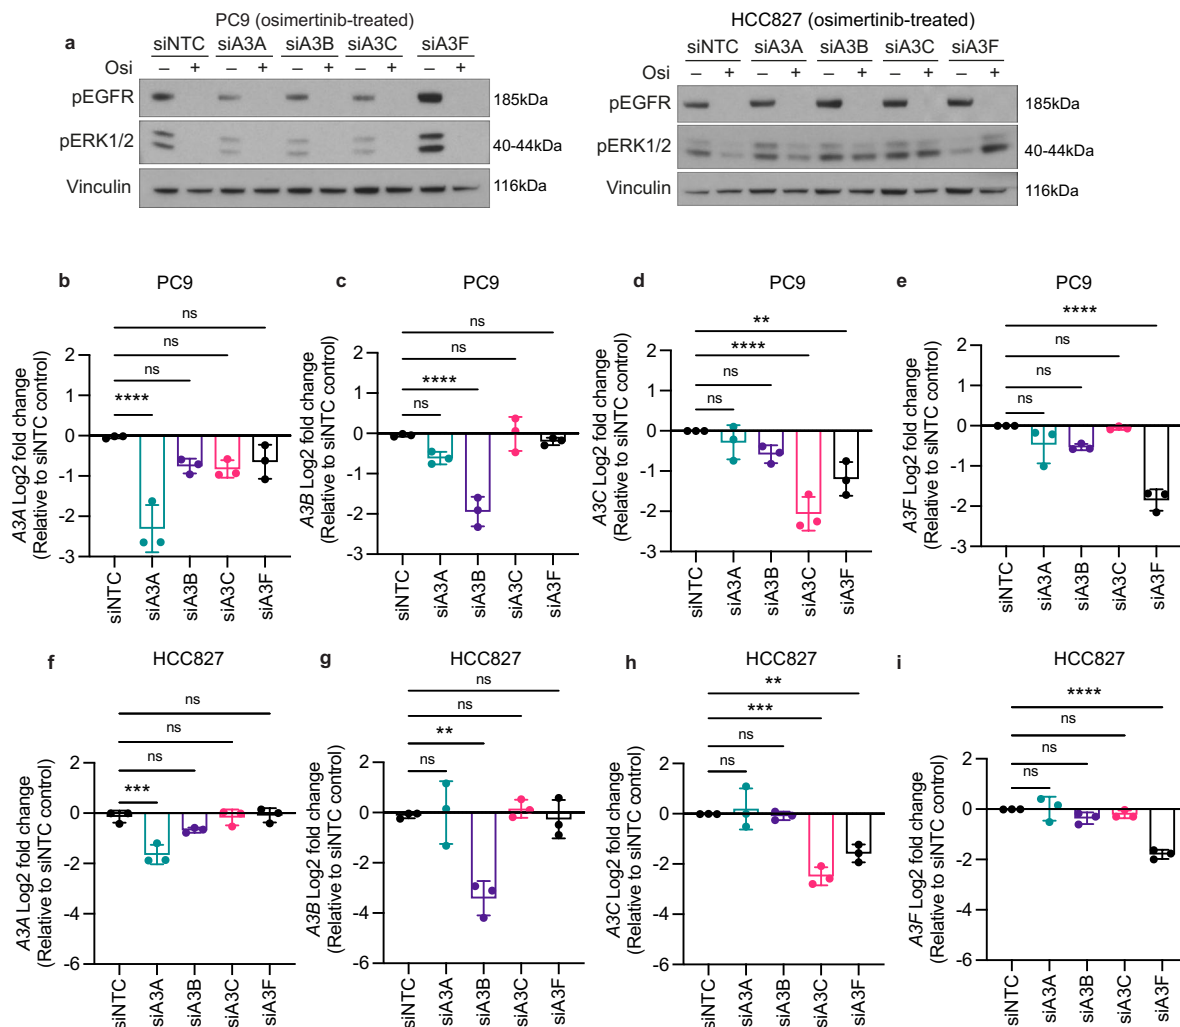 PC9 (osimertinib-treated)
HCC827 (osimertinib-treated)
a
siNTC siA3A siA3B siA3C siA3F
Osi – + – + – + – + – +
pEGFR 185kDa
pERK1/2 40-44kDa
Vinculin 116kDa
siNTC siA3A siA3B siA3C siA3F
Osi – + – + – + – + – +
pEGFR 185kDa
pERK1/2 40-44kDa
Vinculin 116kDa
b
PC9
ns
ns
ns
****
2
1
0
-1
-2
-3
A3A Log2 fold change
(Relative to siNTC control)
siNTC siA3A siA3B siA3C siA3F
c
PC9
ns
ns
****
ns
2
1
0
-1
-2
-3
A3B Log2 fold change
(Relative to siNTC control)
siNTC siA3A siA3B siA3C siA3F
d
PC9
**
****
ns
ns
2
1
0
-1
-2
-3
A3C Log2 fold change
(Relative to siNTC control)
siNTC siA3A siA3B siA3C siA3F
e
PC9
****
ns
ns
ns
2
1
0
-1
-2
-3
A3F Log2 fold change
(Relative to siNTC control)
siNTC siA3A siA3B siA3C siA3F
f
HCC827
ns
ns
ns
***
2
0
-2
-4
-6
A3A Log2 fold change
(Relative to siNTC control)
siNTC siA3A siA3B siA3C siA3F
g
HCC827
ns
ns
**
ns
2
0
-2
-4
-6
A3B Log2 fold change
(Relative to siNTC control)
siNTC siA3A siA3B siA3C siA3F
h
HCC827
**
***
ns
ns
2
0
-2
-4
-6
A3C Log2 fold change
(Relative to siNTC control)
siNTC siA3A siA3B siA3C siA3F
i
HCC827
****
ns
ns
ns
2
0
-2
-4
-6
A3F Log2 fold change
(Relative to siNTC control)
siNTC siA3A siA3B siA3C siA3F